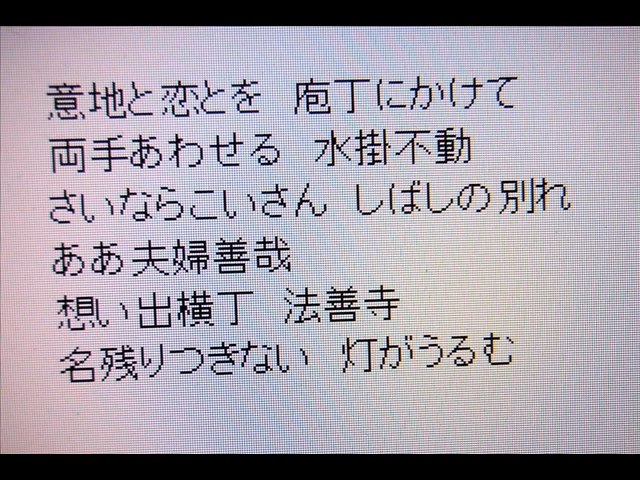 意地と恋とを　庖丁にかけて
両手あわせる　水掛不動
さいならこいさん　しばしの別れ
ああ夫婦善哉
想い出横丁　法善寺
名残りつきない　灯がうるむ